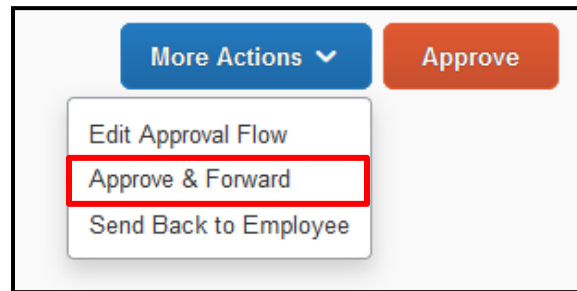 More Actions
Approve
Edit Approval Flow
Approve & Forward
Send Back to Employee